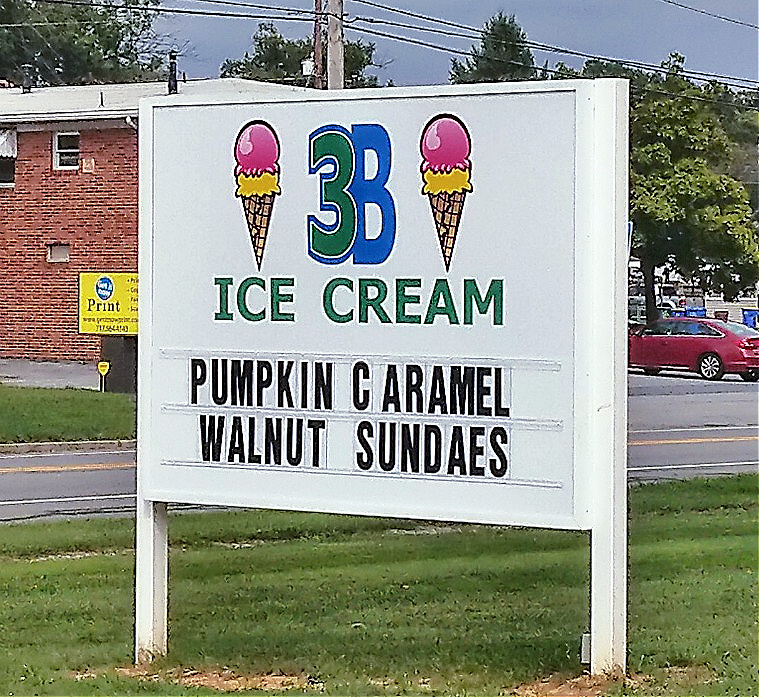 3B
ICE CREAM
PUMPKIN CARAMEL
WALNUT SUNDAES
Print